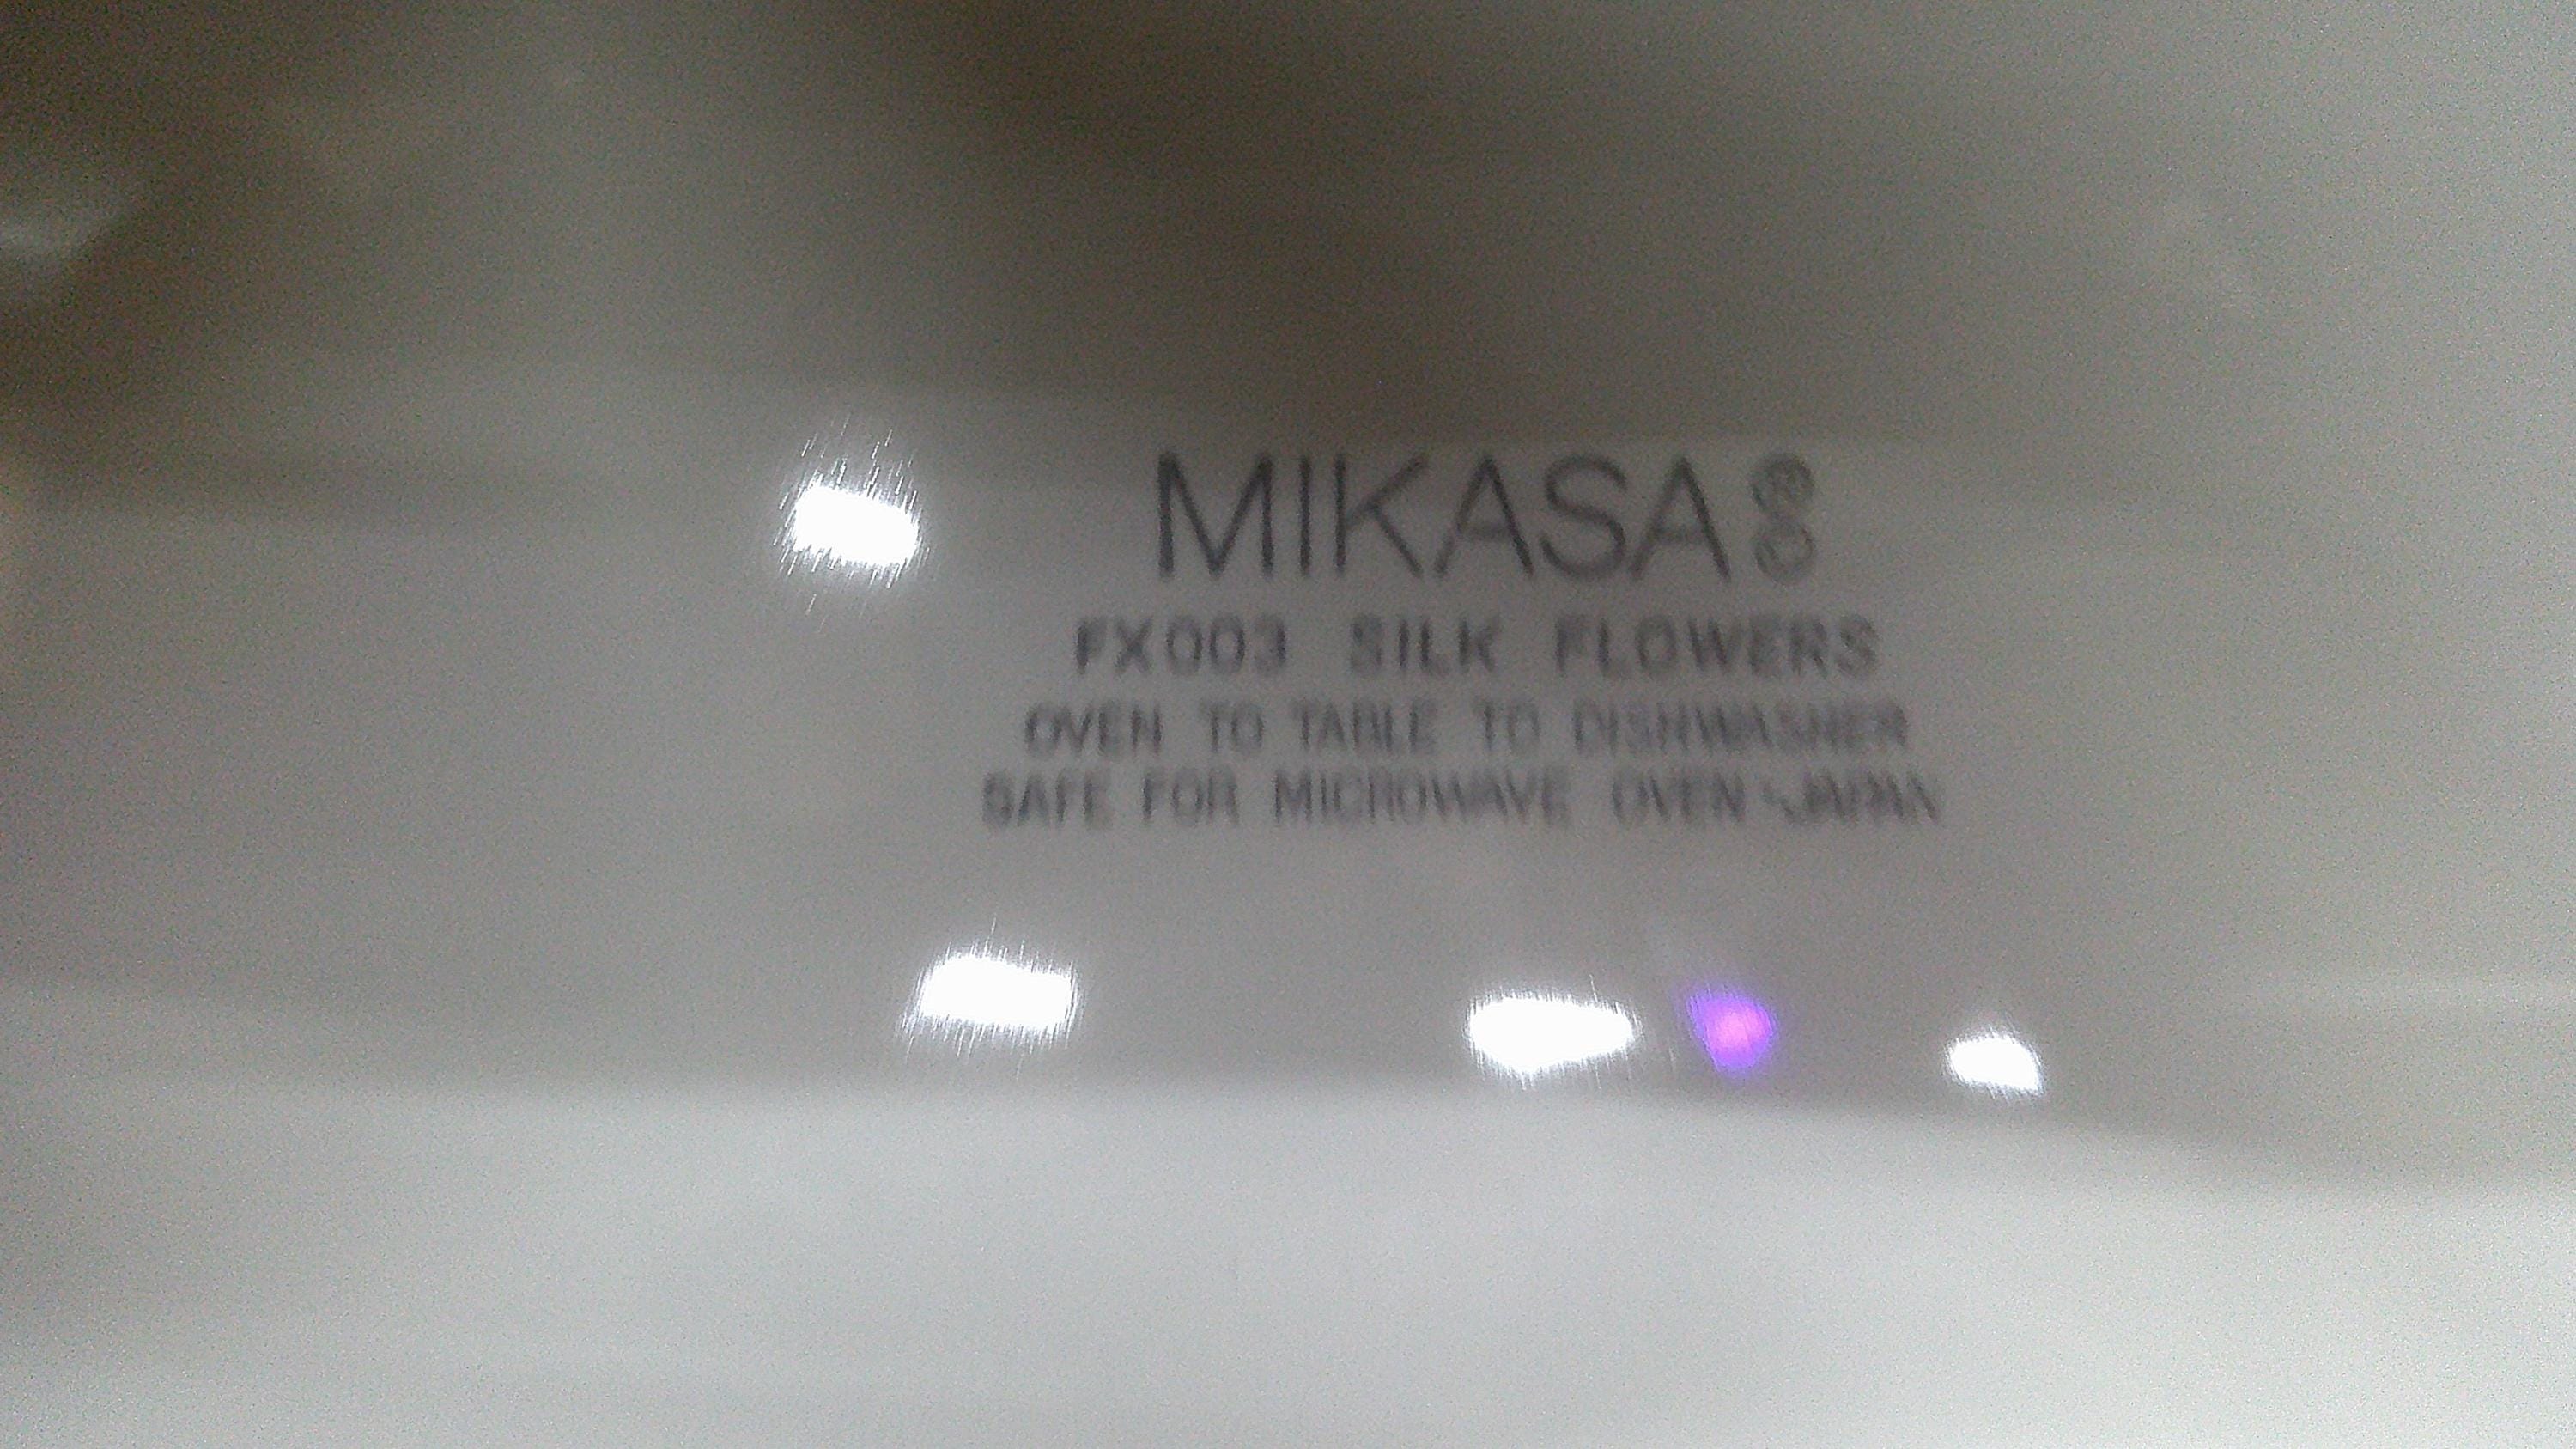 MIKASA ©®
FX003 SILK FLOWERS
OVEN TO TABLE TO DISHWASHER
SAFE FOR MICROWAVE OVEN - JAPAN